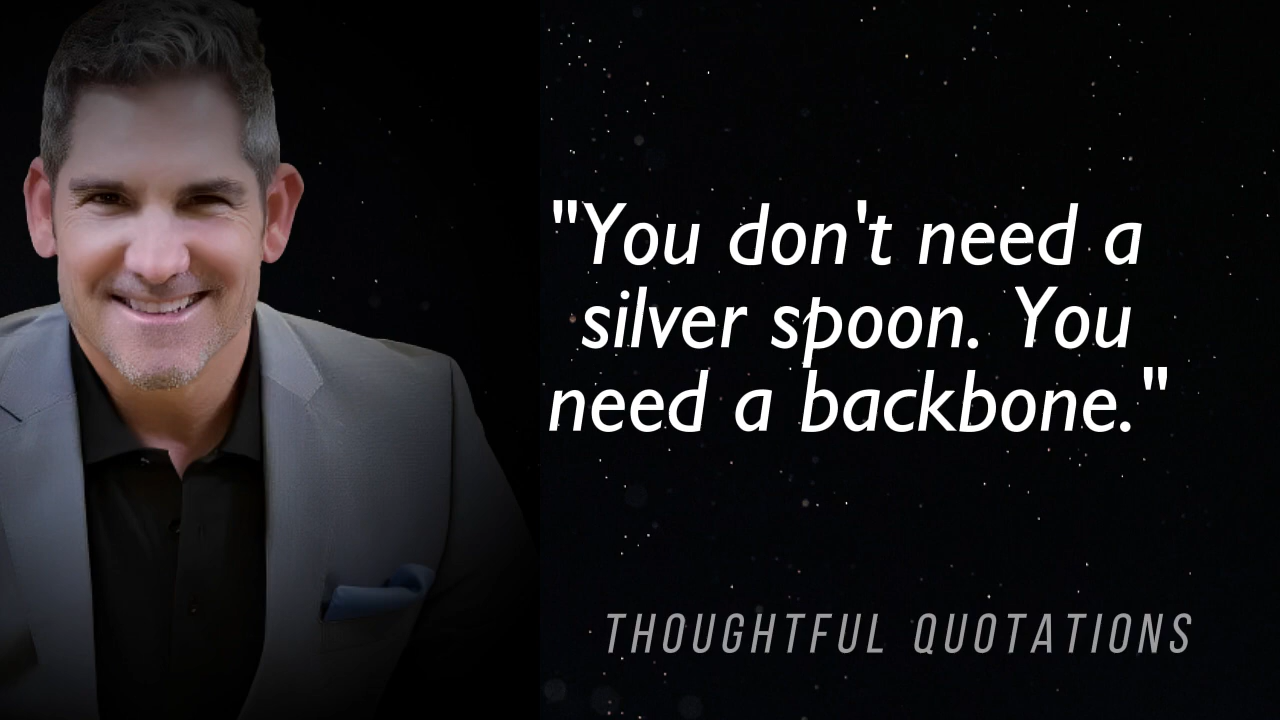 "You don't need a
silver spoon. You
need a backbone."
THOUGHTFUL QUOTATIONS